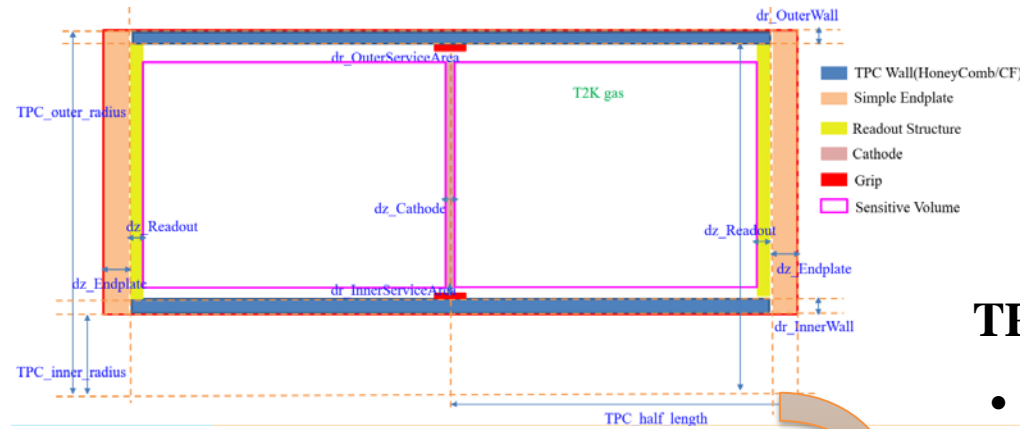 dr_OuterWall
dr_OuterServiceArea
TPC_outer_radius
T2K gas
TPC Wall(HoneyComb/CF)
Simple Endplate
Readout Structure
Cathode
Grip
Sensitive Volume
dz_Cathode
dz_Readout
dz_Readout
dz_Endplate
dz_Endplate
dr_InnerServiceArea
dr_InnerWall
TPC_inner_radius
TPC_half_length
•